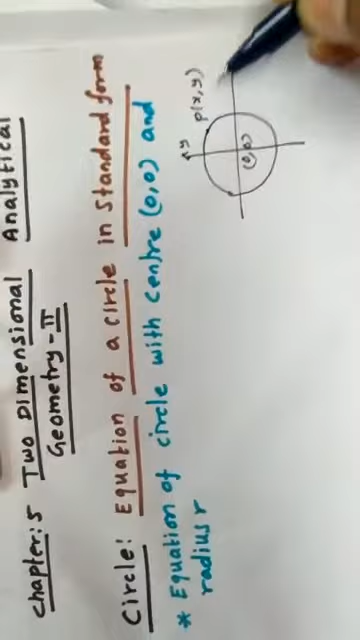 Chapter:5 Two Dimensional Analytical
Geometry-II
Circle: Equation of a circle in standard form
* Equation of circle with centre (0,0) and
radius r
y
P(x,y)
(0,0)